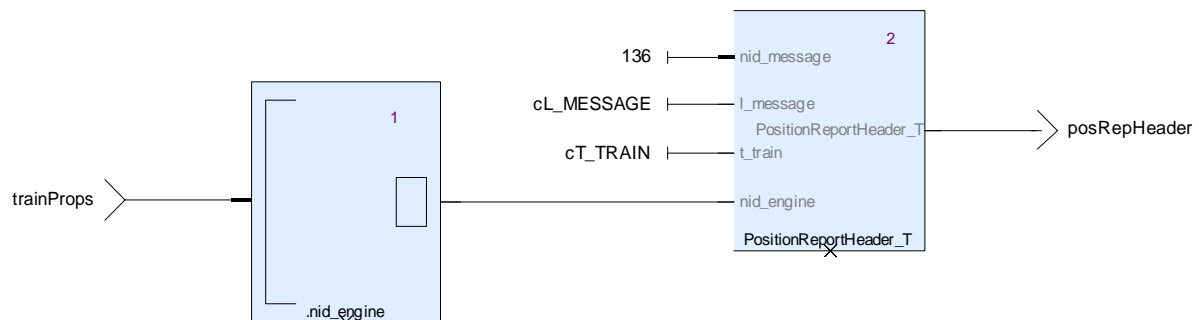 2
136
nid_message
cL_MESSAGE
l_message
1
PositionReportHeader_T
posRepHeader
cT_TRAIN
t_train
trainProps
nid_engine
PositionReportHeader_T
.nid_engine